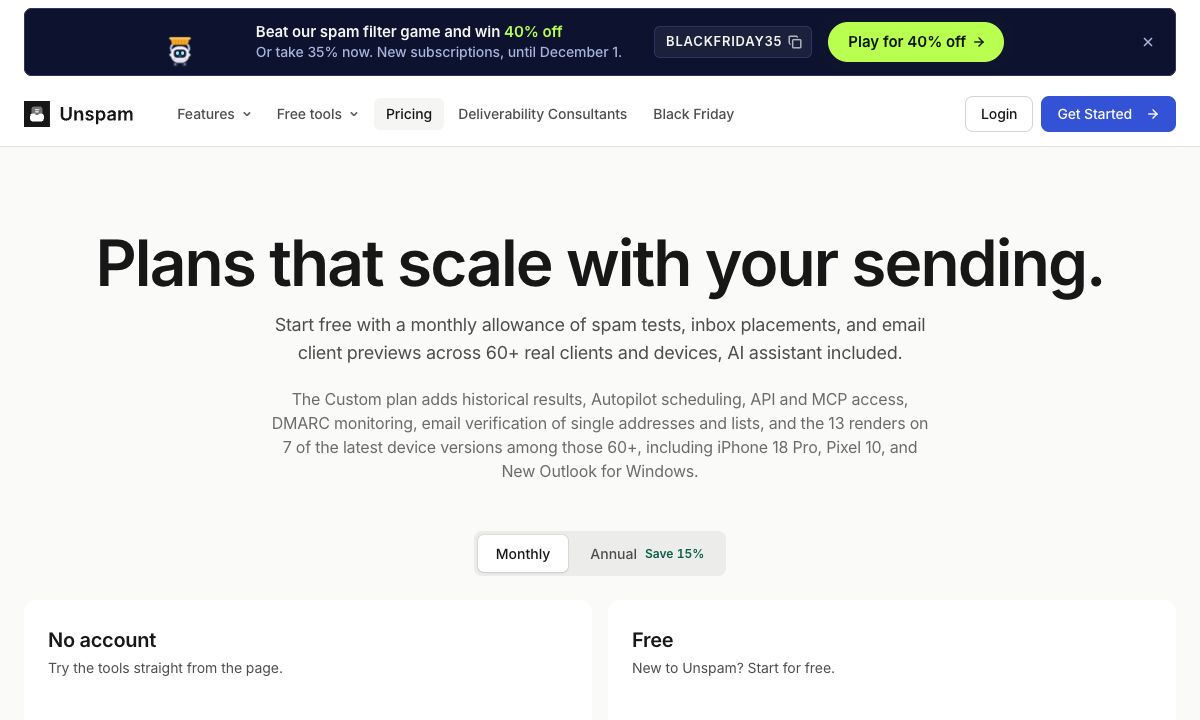 Beat our spam filter game and win 40% off
Or take 35% now. New subscriptions, until December 1.
BLACKFRIDAY35
Play for 40% off →
Unspam
Features
Free tools
Pricing
Deliverability Consultants
Black Friday
Login
Get Started →
Plans that scale with your sending.
Start free with a monthly allowance of spam tests, inbox placements, and email
client previews across 60+ real clients and devices, AI assistant included.
The Custom plan adds historical results, Autopilot scheduling, API and MCP access,
DMARC monitoring, email verification of single addresses and lists, and the 13 renders on
7 of the latest device versions among those 60+, including iPhone 18 Pro, Pixel 10, and
New Outlook for Windows.
Monthly
Annual Save 15%
No account
Try the tools straight from the page.
Free
New to Unspam? Start for free.